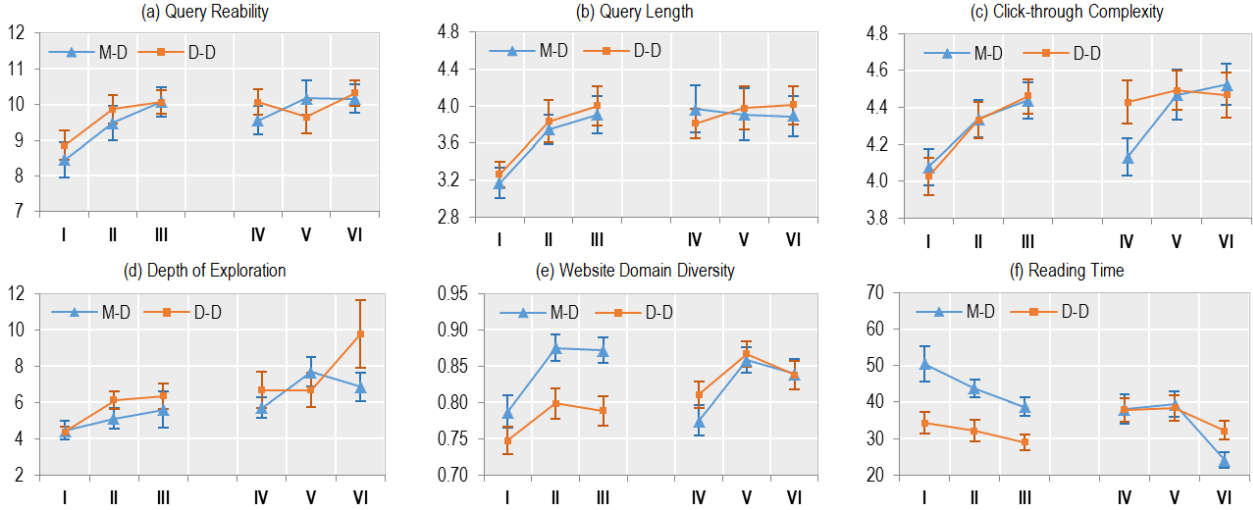 (a) Query Reability
12
11
10
9
8
7
M-D D-D
I II III IV V VI
(b) Query Length
4.8
4.4
4.0
3.6
3.2
2.8
M-D D-D
I II III IV V VI
(c) Click-through Complexity
4.8
4.6
4.4
4.2
4.0
3.8
M-D D-D
I II III IV V VI
(d) Depth of Exploration
12
10
8
6
4
2
M-D D-D
I II III IV V VI
(e) Website Domain Diversity
0.95
0.90
0.85
0.80
0.75
0.70
M-D D-D
I II III IV V VI
(f) Reading Time
70
60
50
40
30
20
M-D D-D
I II III IV V VI